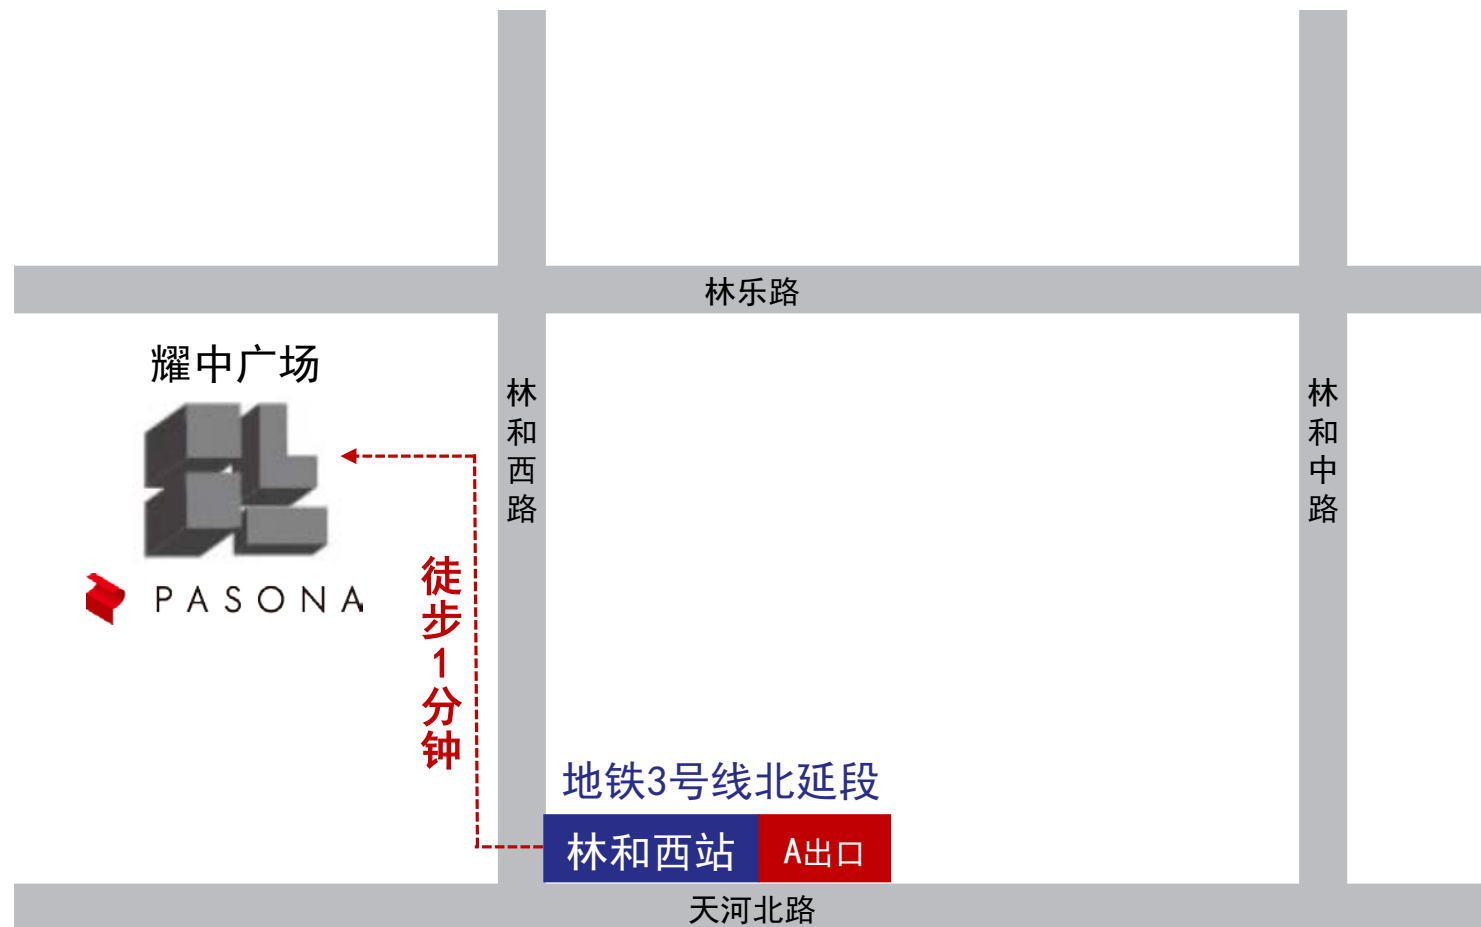 林乐路
耀中广场
林和西路
林和中路
PASONA
徒步1分钟
地铁3号线北延段
林和西站
A出口
天河北路